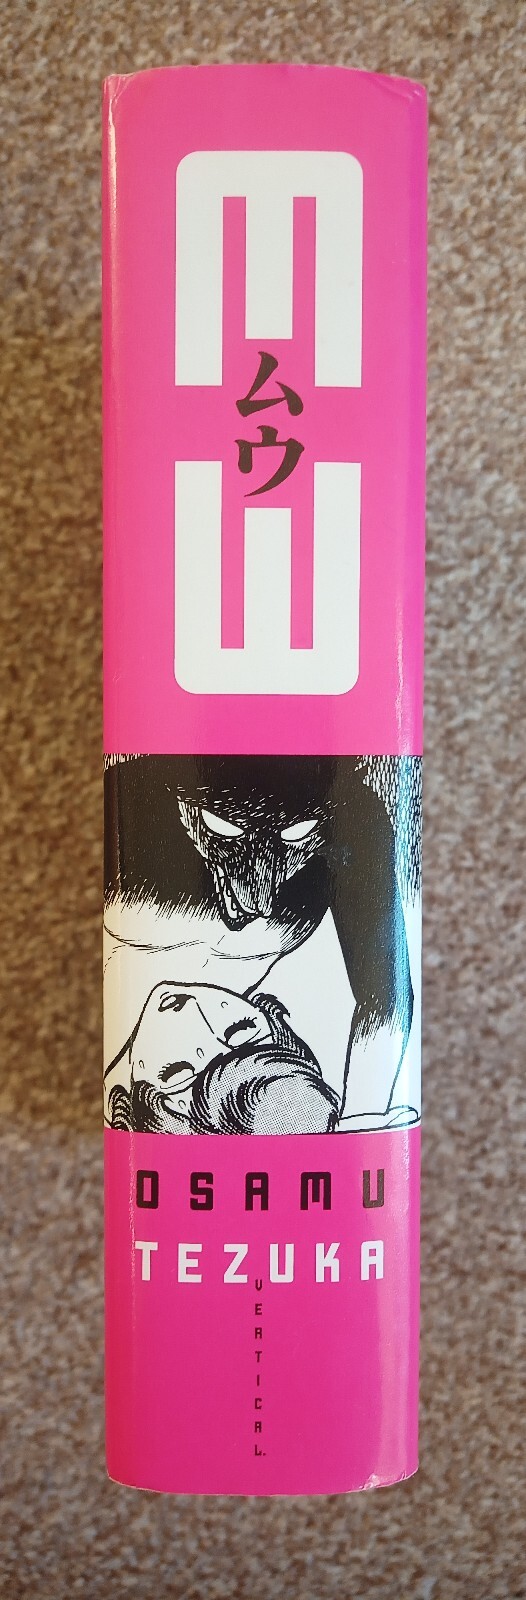 MW
ムウ
OSAMU
TEZUKA
VERTICAL.